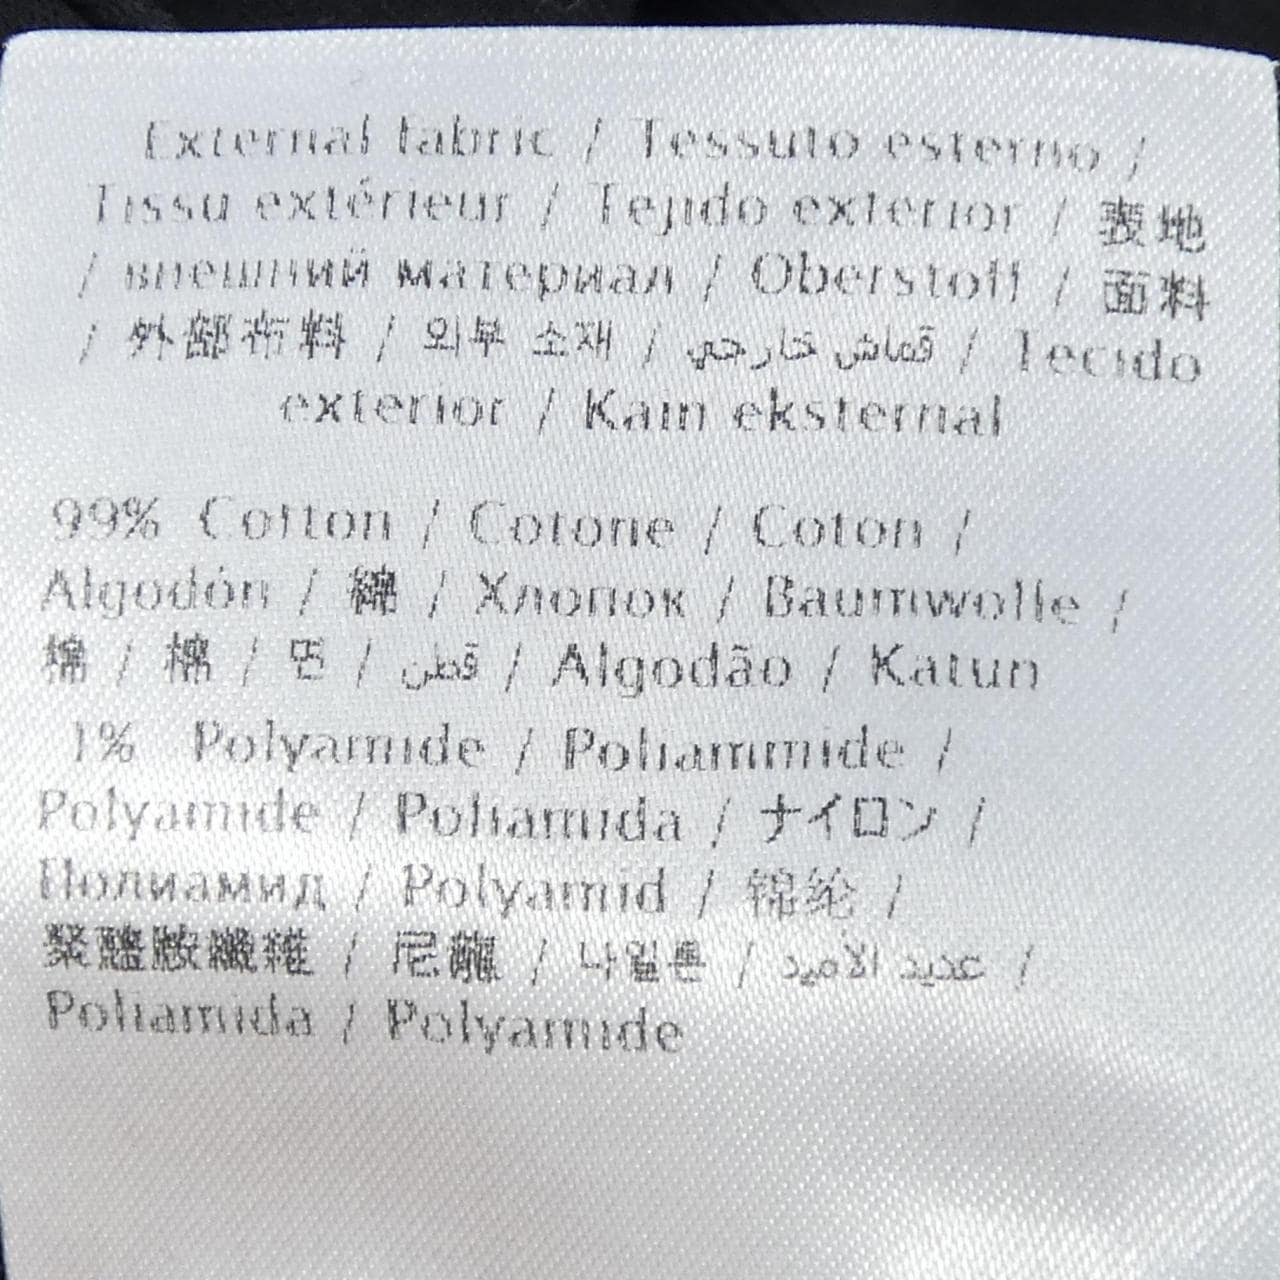 External fabric / Tessuto esterno /
Tissu extérieur / Tejido exterior / 表地
/ внешний материал / Oberstoff / 面料
/ 外部布料 / 외부 소재 / قماش خارجي / Tecido
exterior / Kain eksternal
99% Cotton / Cotone / Coton /
Algodón / 綿 / Хлопок / Baumwolle /
棉 / 棉 / 면 / قطن / Algodão / Katun
1% Polyamide / Poliammide /
Polyamide / Poliamida / ナイロン /
Полиамид / Polyamid / 锦纶 /
聚醯胺纖維 / 尼龍 / 나일론 / عديد الأميد /
Poliamida / Polyamide